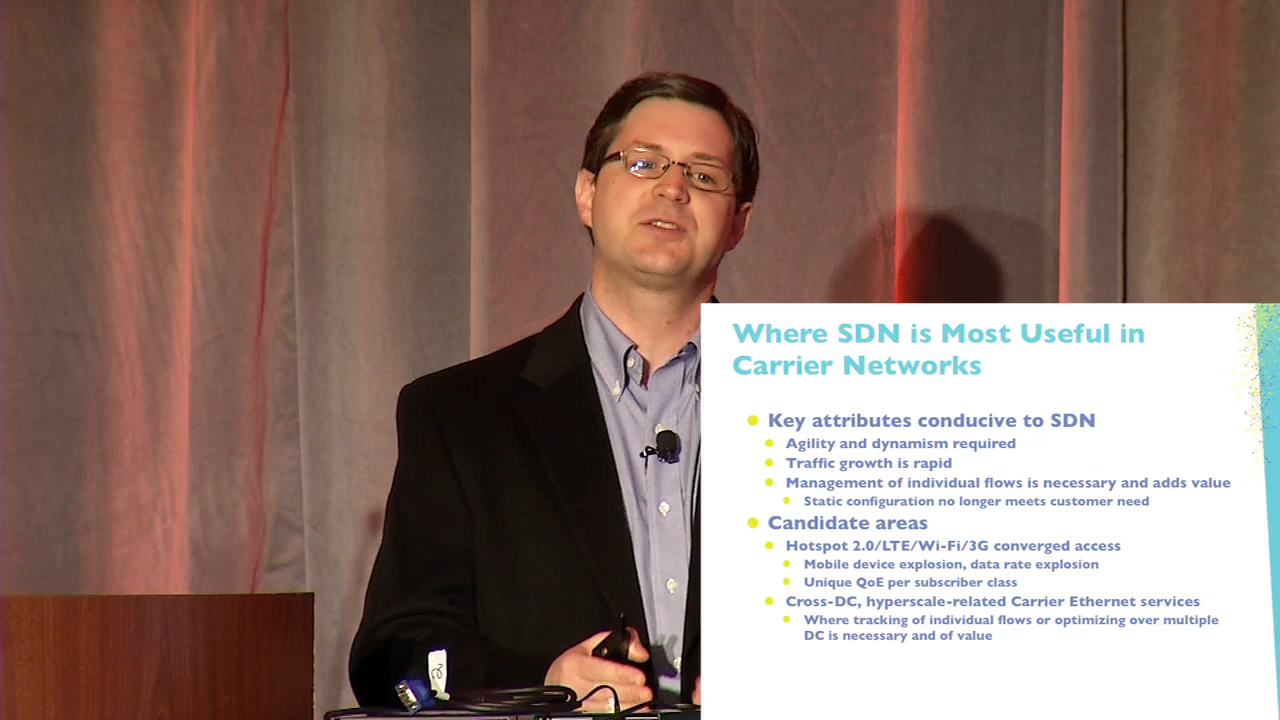 Where SDN is Most Useful in
Carrier Networks
Key attributes conducive to SDN
Agility and dynamism required
Traffic growth is rapid
Management of individual flows is necessary and adds value
Static configuration no longer meets customer need
Candidate areas
Hotspot 2.0/LTE/Wi-Fi/3G converged access
Mobile device explosion, data rate explosion
Unique QoE per subscriber class
Cross-DC, hyperscale-related Carrier Ethernet services
Where tracking of individual flows or optimizing over multiple
DC is necessary and of value